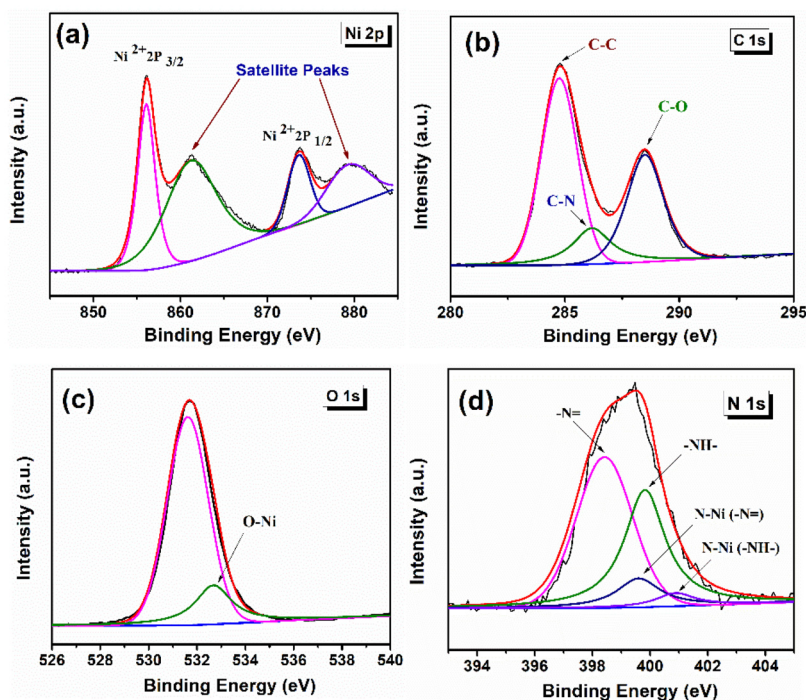 (a)
Ni 2p
Ni 2+2P 3/2
Satellite Peaks
Ni 2+2P 1/2
Intensity (a.u.)
850 860 870 880
Binding Energy (eV)
(b)
C 1s
C-C
C-O
C-N
Intensity (a.u.)
280 285 290 295
Binding Energy (eV)
(c)
O 1s
O-Ni
Intensity (a.u.)
526 528 530 532 534 536 538 540
Binding Energy (eV)
(d)
N 1s
-N=
-NH-
N-Ni (-N=)
N-Ni (-NH-)
Intensity (a.u.)
394 396 398 400 402 404
Binding Energy (eV)